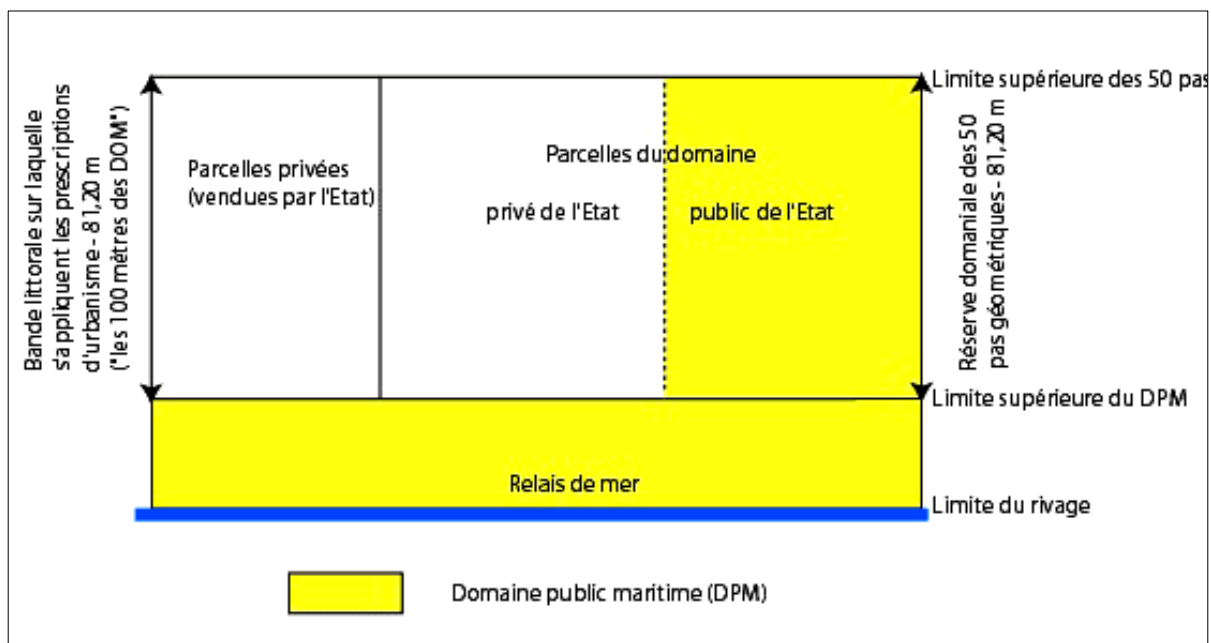 Limite supérieure des 50 pas
Bande littorale sur laquelle
s'appliquent les prescriptions
d'urbanisme - 81,20 m
("les 100 mètres des DOM")
Parcelles privées
(vendues par l'Etat)
Parcelles du domaine
privé de l'Etat
public de l'Etat
Réserve domaniale des 50
pas géométriques - 81,20 m
Limite supérieure du DPM
Relais de mer
Limite du rivage
Domaine public maritime (DPM)